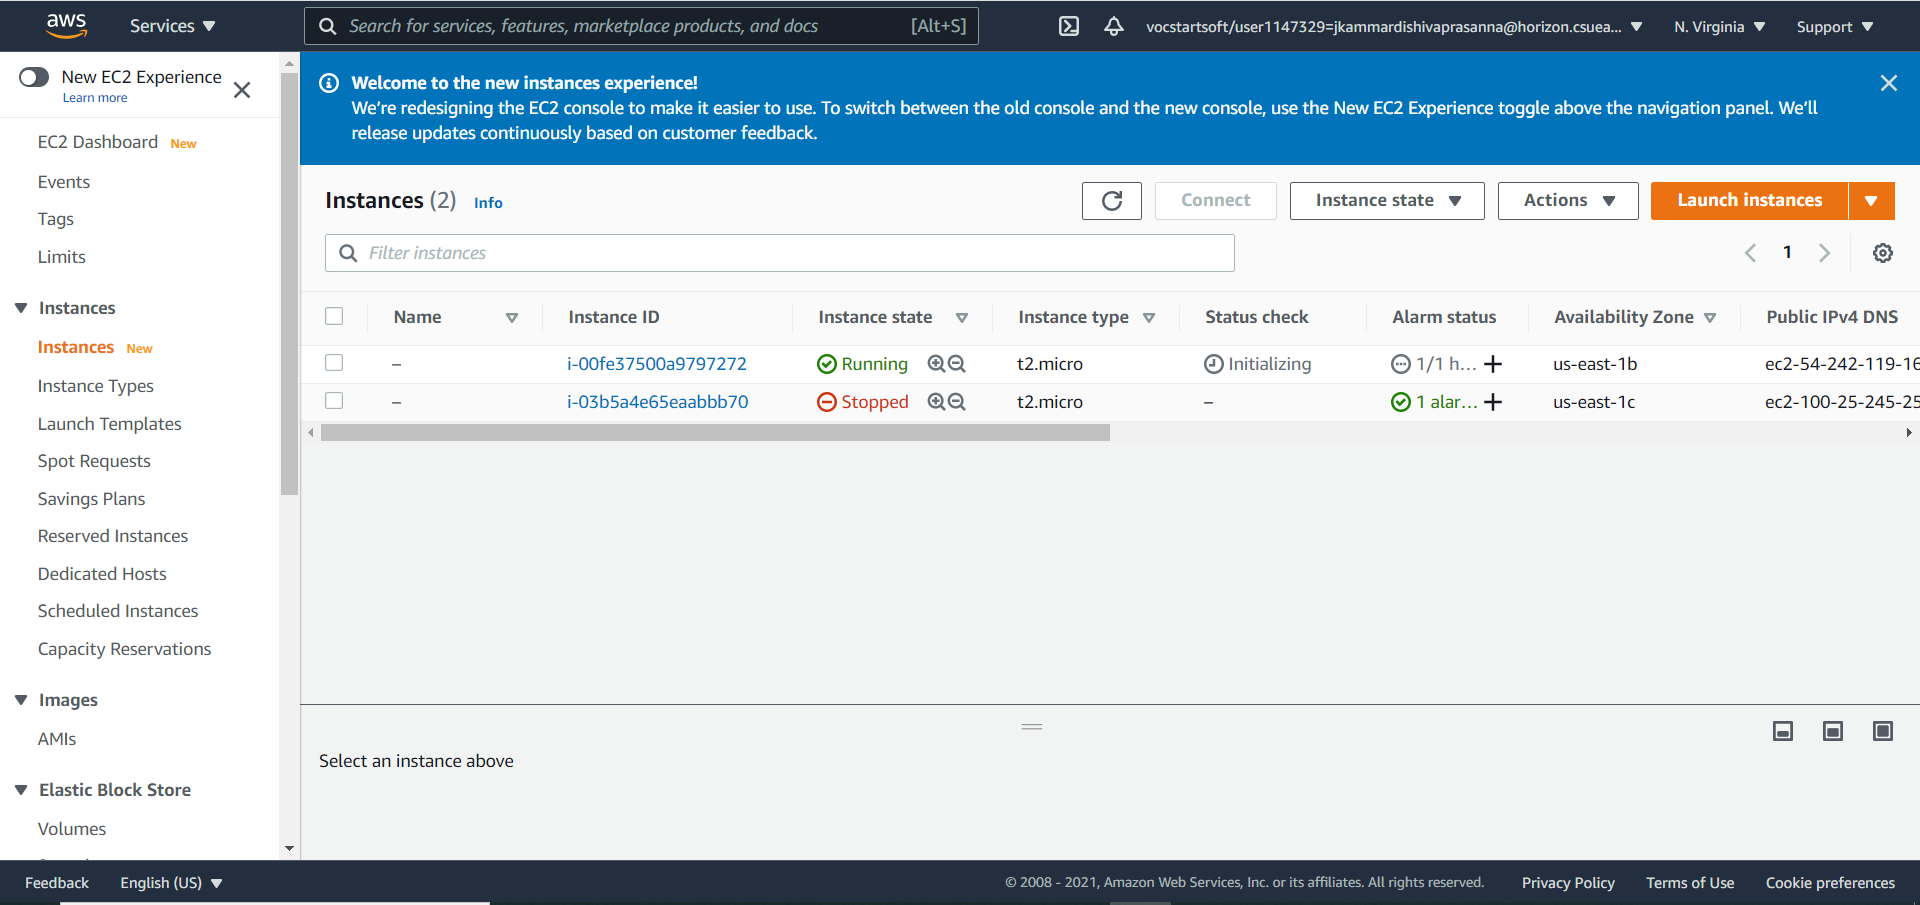 aws
Services
Search for services, features, marketplace products, and docs
[Alt+S]
vocstartsoft/user1147329=jkammardishivaprasanna@horizon.csuea...
N. Virginia
Support
New EC2 Experience
Learn more
EC2 Dashboard New
Events
Tags
Limits
Instances
Instances New
Instance Types
Launch Templates
Spot Requests
Savings Plans
Reserved Instances
Dedicated Hosts
Scheduled Instances
Capacity Reservations
Images
AMIs
Elastic Block Store
Volumes
Welcome to the new instances experience!
We're redesigning the EC2 console to make it easier to use. To switch between the old console and the new console, use the New EC2 Experience toggle above the navigation panel. We'll
release updates continuously based on customer feedback.
Instances (2) Info
Connect
Instance state
Actions
Launch instances
Filter instances
1
Name Instance ID Instance state Instance type Status check Alarm status Availability Zone Public IPv4 DNS
– i-00fe37500a9797272 Running t2.micro Initializing 1/1 h... + us-east-1b ec2-54-242-119-16
– i-03b5a4e65eaabbb70 Stopped t2.micro – 1 alar... + us-east-1c ec2-100-25-245-25
Select an instance above
Feedback
English (US)
© 2008 - 2021, Amazon Web Services, Inc. or its affiliates. All rights reserved.
Privacy Policy
Terms of Use
Cookie preferences